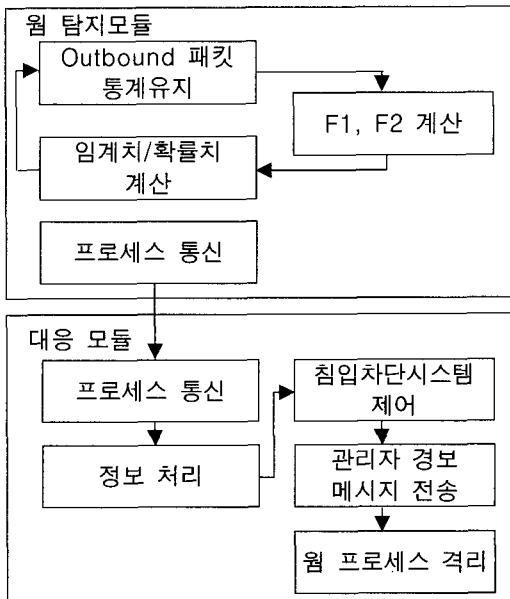 웜 탐지모듈
Outbound 패킷
통계유지
F1, F2 계산
임계치/확률치
계산
프로세스 통신
대응 모듈
프로세스 통신
정보 처리
침입차단시스템
제어
관리자 경보
메시지 전송
웜 프로세스 격리